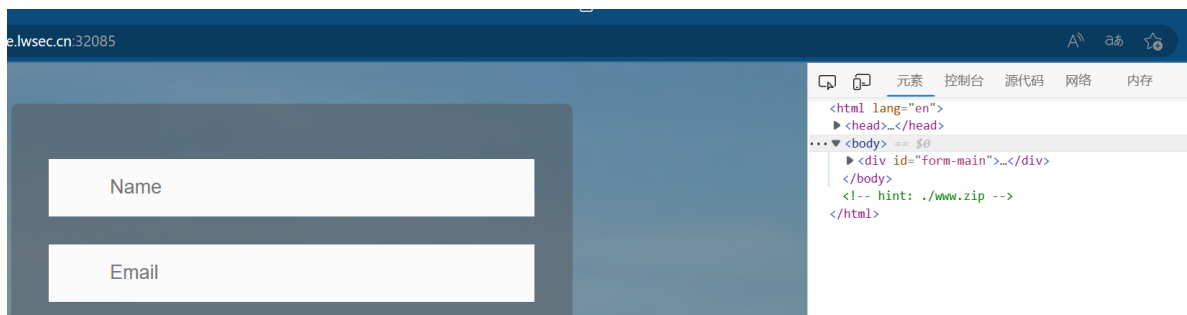 e.lwsec.cn:32085
元素 控制台 源代码 网络 内存
<html lang="en">
<head>…</head>
<body> == $0
<div id="form-main">…</div>
</body>
<!-- hint: ./www.zip -->
</html>
Name
Email